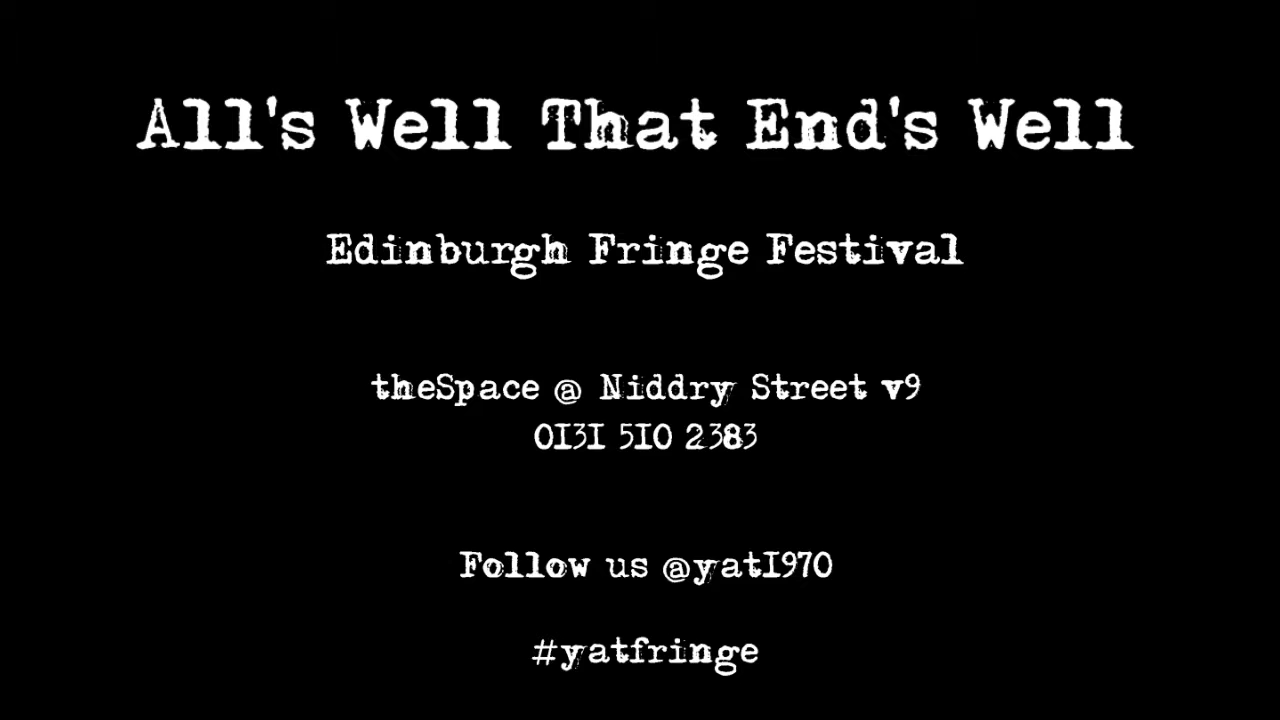 All's Well That End's Well
Edinburgh Fringe Festival
theSpace @ Niddry Street v9
0131 510 2383
Follow us @yat1970
#yatfringe